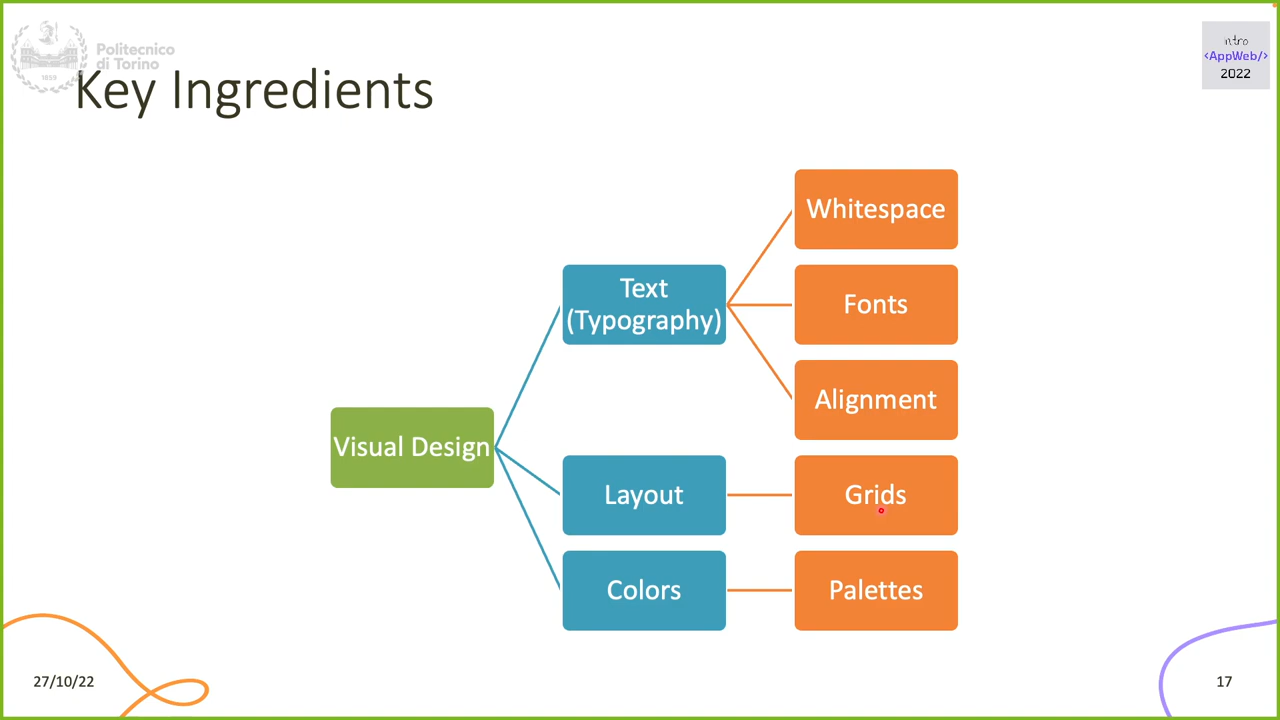 Politecnico
di Torino
1859
Key Ingredients
intro
<AppWeb/>
2022
Whitespace
Text
(Typography)
Fonts
Alignment
Visual Design
Layout
Grids
Colors
Palettes
27/10/22
17